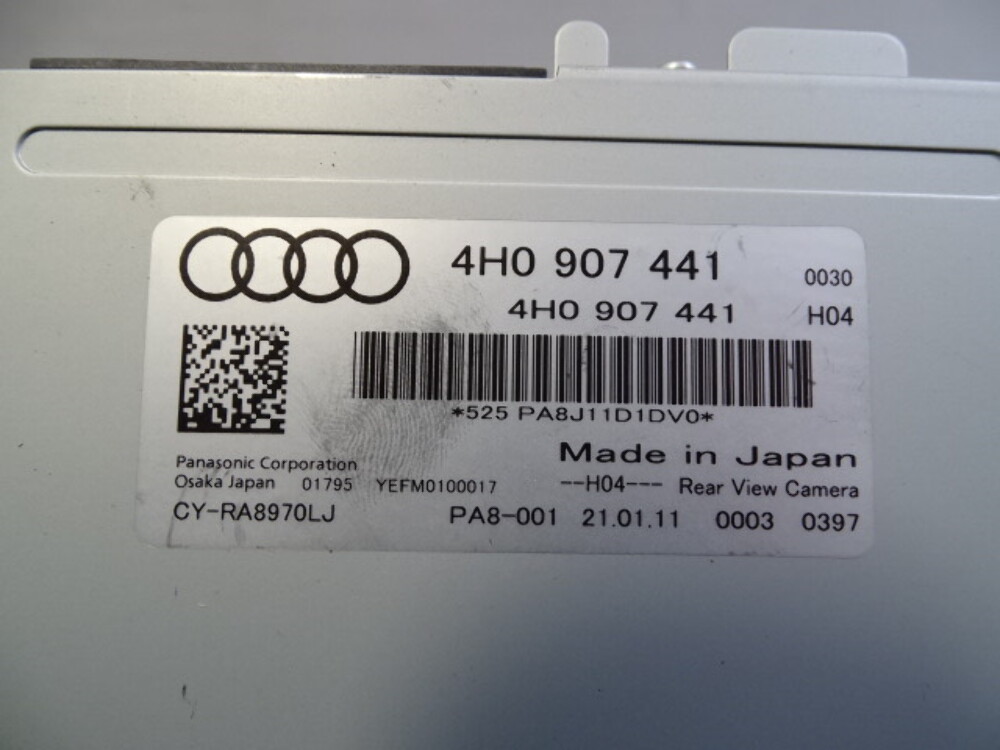 4H0 907 441 0030
4H0 907 441 H04
*525 PA8J11D1DV0*
Made in Japan
Panasonic Corporation
Osaka Japan 01795 YEFM0100017 --H04--- Rear View Camera
CY-RA8970LJ PA8-001 21.01.11 0003 0397